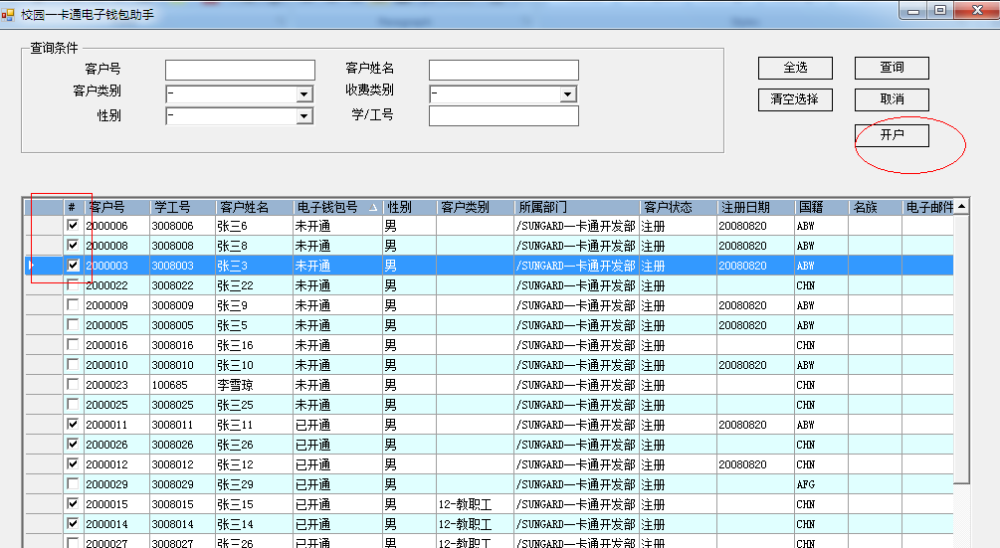 校园一卡通电子钱包助手
查询条件
客户号 客户姓名 全选 查询
客户类别 - 收费类别 -
清空选择 取消
性别 - 学/工号
开户
# 客户号 学工号 客户姓名 电子钱包号 性别 客户类别 所属部门 客户状态 注册日期 国籍 名族 电子邮件
2000006 3008006 张三6 未开通 男 /SUNGARD一卡通开发部 注册 20080820 ABW
2000008 3008008 张三8 未开通 男 /SUNGARD一卡通开发部 注册 20080820 ABW
2000003 3008003 张三3 未开通 男 /SUNGARD一卡通开发部 注册 20080820 ABW
2000022 3008022 张三22 未开通 男 /SUNGARD一卡通开发部 注册 CHN
2000009 3008009 张三9 未开通 男 /SUNGARD一卡通开发部 注册 20080820 ABW
2000005 3008005 张三5 未开通 男 /SUNGARD一卡通开发部 注册 20080820 ABW
2000016 3008016 张三16 未开通 男 /SUNGARD一卡通开发部 注册 CHN
2000010 3008010 张三10 未开通 男 /SUNGARD一卡通开发部 注册 20080820 ABW
2000023 100685 李雪琼 未开通 男 /SUNGARD一卡通开发部 注册 CHN
2000025 3008025 张三25 未开通 男 /SUNGARD一卡通开发部 注册 CHN
2000011 3008011 张三11 已开通 男 /SUNGARD一卡通开发部 注册 20080820 ABW
2000026 3008026 张三26 已开通 男 /SUNGARD一卡通开发部 注册 CHN
2000012 3008012 张三12 已开通 男 /SUNGARD一卡通开发部 注册 20080820 CHN
2000029 3008029 张三29 已开通 男 /SUNGARD一卡通开发部 注册 AFG
2000015 3008015 张三15 已开通 男 12-教职工 /SUNGARD一卡通开发部 注册 CHN
2000014 3008014 张三14 已开通 男 12-教职工 /SUNGARD一卡通开发部 注册 CHN
2000027 3008027 张三26 已开通 男 12-教职工 /SUNGARD一卡通开发部 注册 CHN